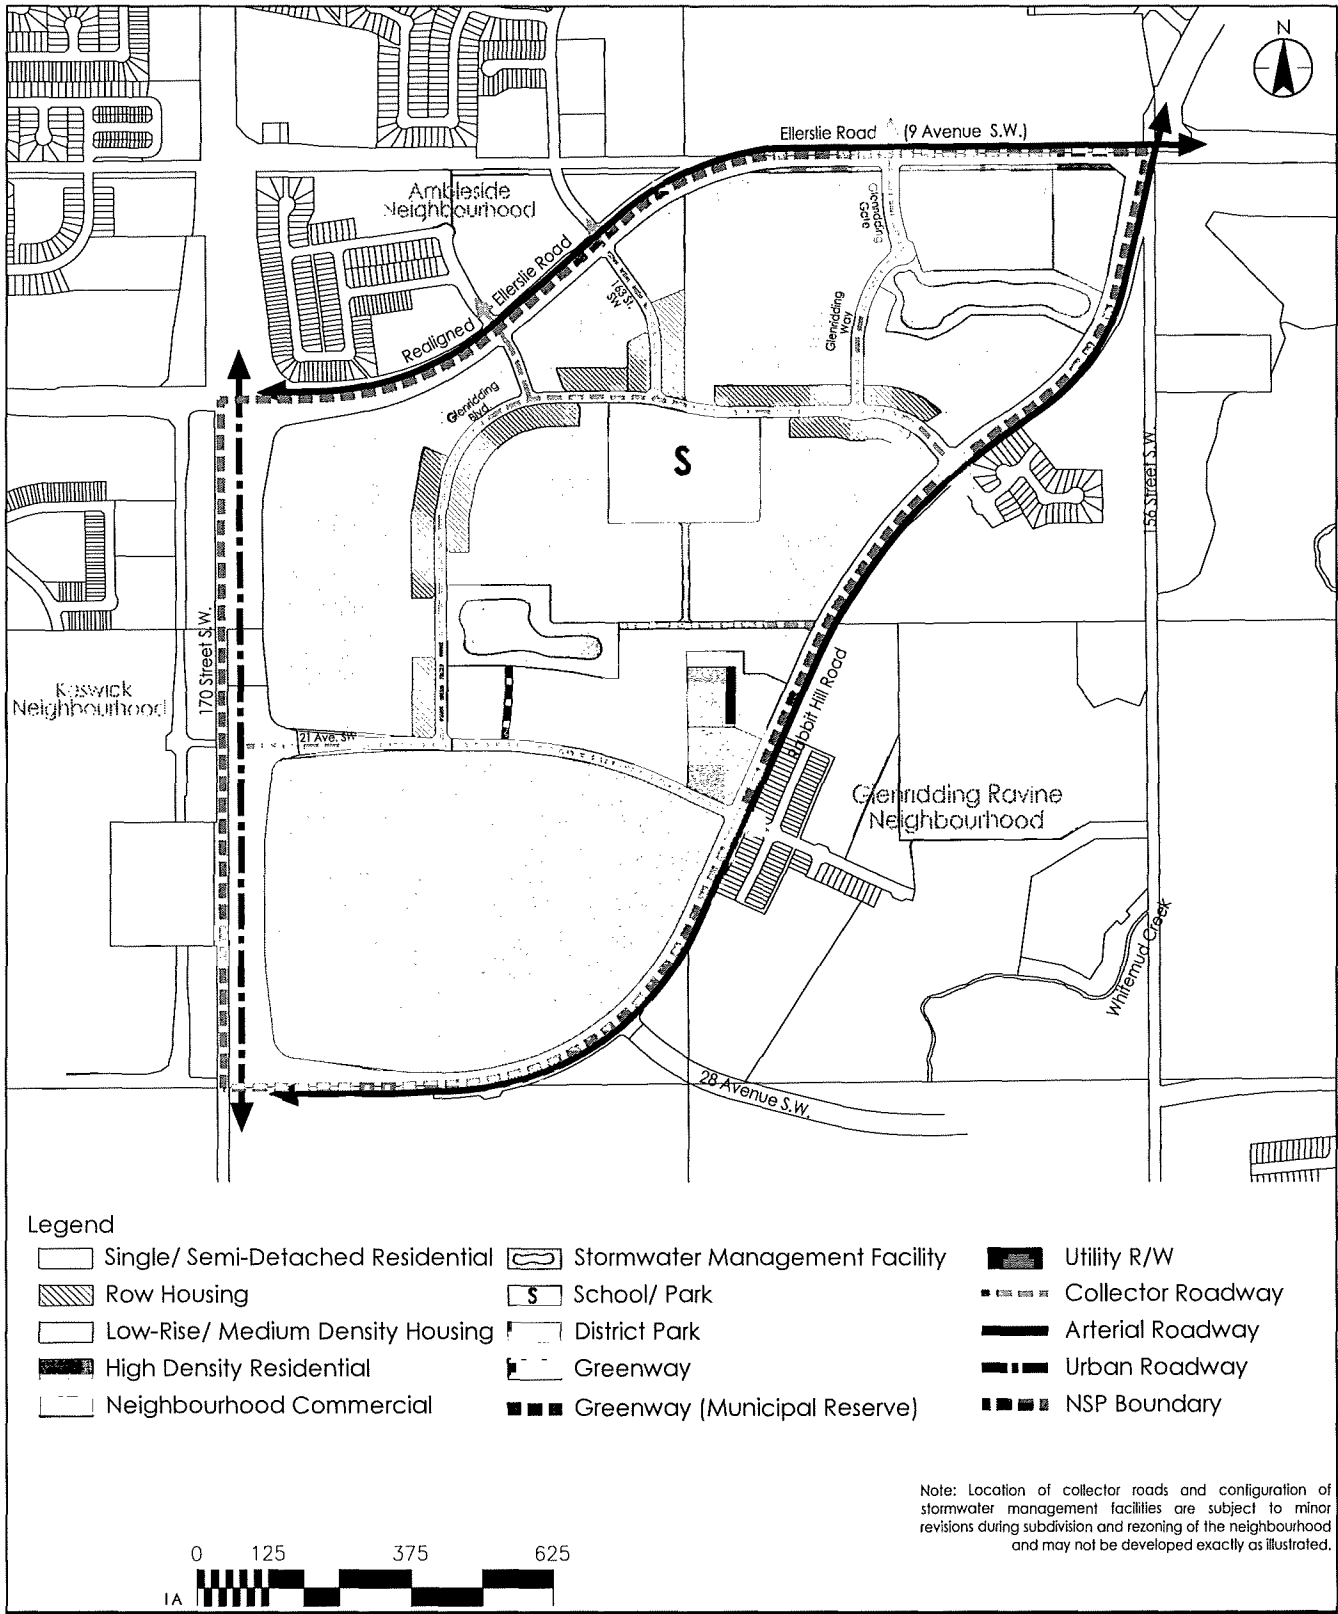 N
Ellerslie Road (9 Avenue S.W.)
Ambleside
Neighbourhood
Glenridding
Gate
Realigned Ellerslie Road
163 St.
SW
Glenridding
Way
Glenridding
Blvd
S
156 Street S.W.
170 Street S.W.
Keswick
Neighbourhood
21 Ave. SW
Rabbit Hill Road
Glenridding Ravine
Neighbourhood
Whitemud Creek
28 Avenue S.W.
Legend
Single/ Semi-Detached Residential
Row Housing
Low-Rise/ Medium Density Housing
High Density Residential
Neighbourhood Commercial
Stormwater Management Facility
S School/ Park
District Park
Greenway
Greenway (Municipal Reserve)
Utility R/W
Collector Roadway
Arterial Roadway
Urban Roadway
NSP Boundary
Note: Location of collector roads and configuration of
stormwater management facilities are subject to minor
revisions during subdivision and rezoning of the neighbourhood
and may not be developed exactly as illustrated.
0 125 375 625
1A